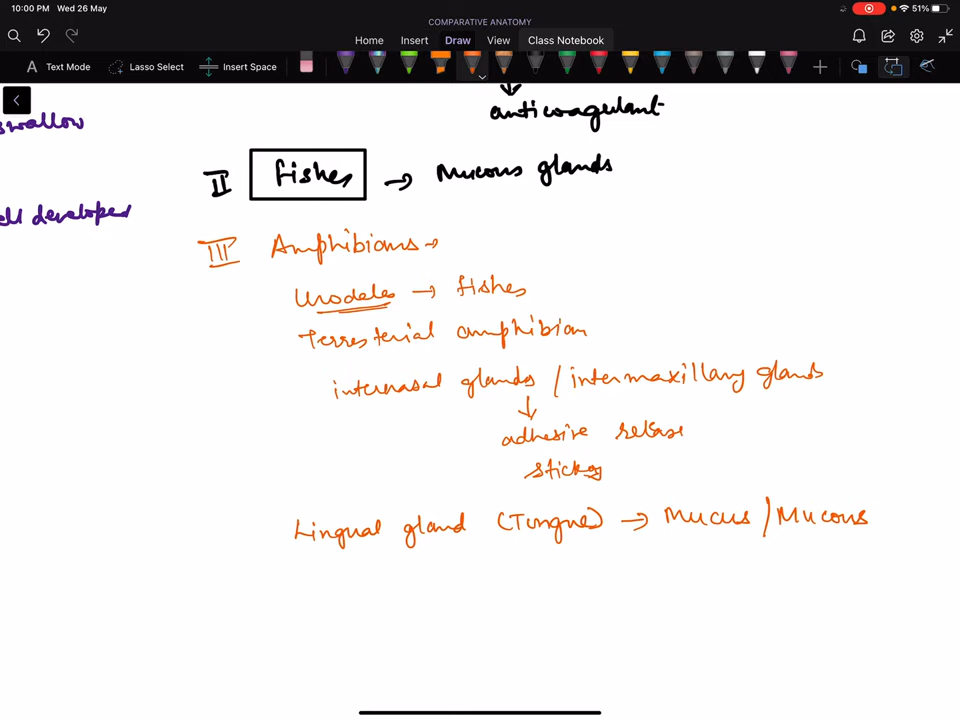 10:00 PM Wed 26 May
51%
COMPARATIVE ANATOMY
Home Insert Draw View Class Notebook
Text Mode Lasso Select Insert Space
anticoagulant
swallow
II Fishes → Mucous glands
ell developed
III Amphibians →
Urodeles → fishes
Terresterial amphibian
internasal glands / intermaxillary glands
↓
adhesive release
sticky
Lingual gland (Tongue) → Mucus / Mucous